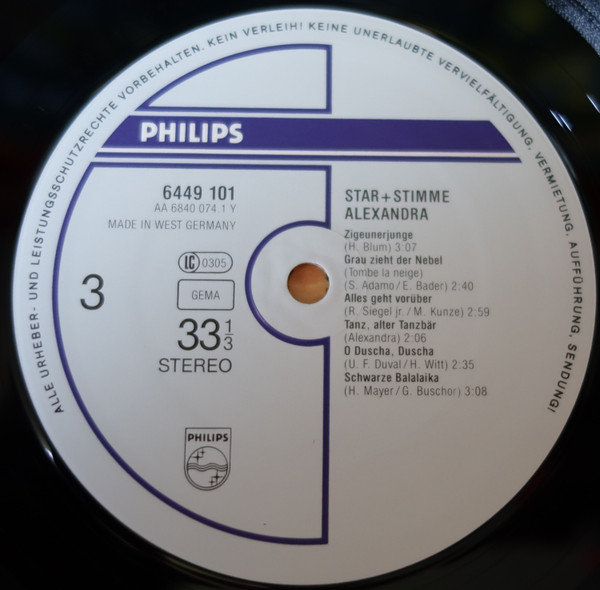 ALLE URHEBER- UND LEISTUNGSSCHUTZRECHTE VORBEHALTEN. KEIN VERLEIH! KEINE UNERLAUBTE VERVIELFÄLTIGUNG, VERMIETUNG, AUFFÜHRUNG, SENDUNG!
PHILIPS
6449 101
AA 6840 074.1 Y
MADE IN WEST GERMANY
LC 0305
3
GEMA
33 1/3
STEREO
PHILIPS
STAR+STIMME
ALEXANDRA
Zigeunerjunge
(H. Blum) 3:07
Grau zieht der Nebel
(Tombe la neige)
(S. Adamo/E. Bader) 2:40
Alles geht vorüber
(R. Siegel jr./M. Kunze) 2:59
Tanz, alter Tanzbär
(Alexandra) 2:06
O Duscha, Duscha
(U. F. Duval/H. Witt) 2:35
Schwarze Balalaika
(H. Mayer/G. Buschor) 3:08